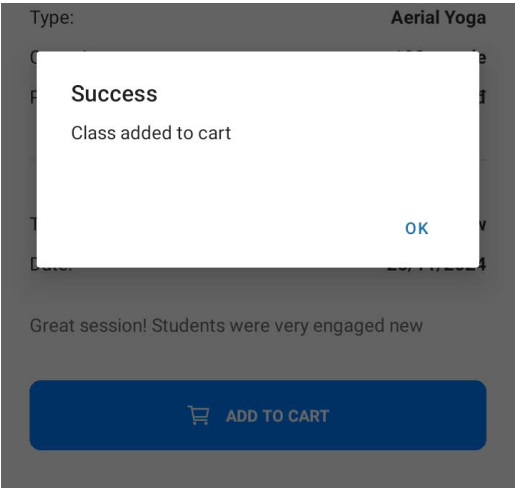 Type: Aerial Yoga
Success
Class added to cart
OK
Great session! Students were very engaged new
ADD TO CART